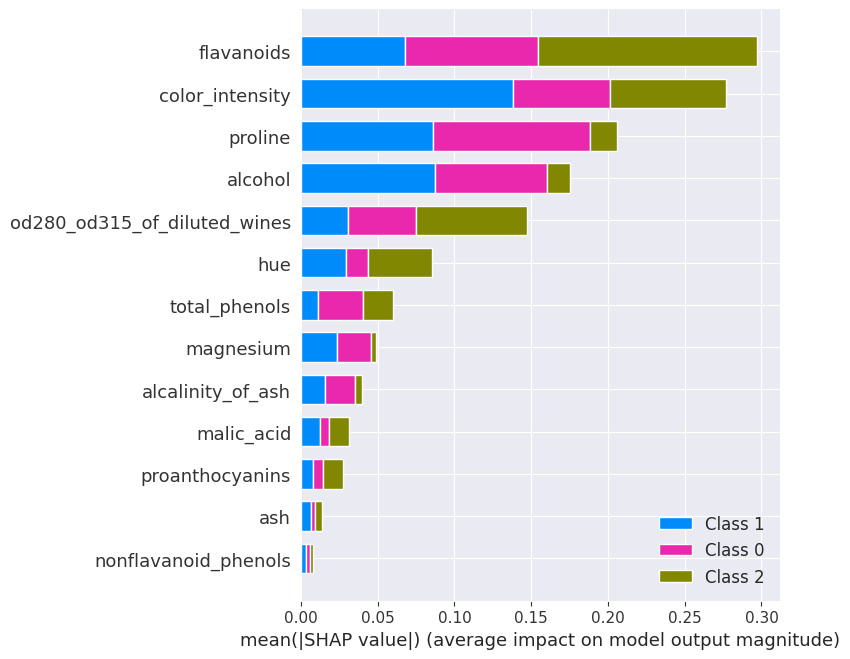 flavanoids
color_intensity
proline
alcohol
od280_od315_of_diluted_wines
hue
total_phenols
magnesium
alcalinity_of_ash
malic_acid
proanthocyanins
ash
nonflavanoid_phenols
Class 1
Class 0
Class 2
0.00 0.05 0.10 0.15 0.20 0.25 0.30
mean(|SHAP value|) (average impact on model output magnitude)